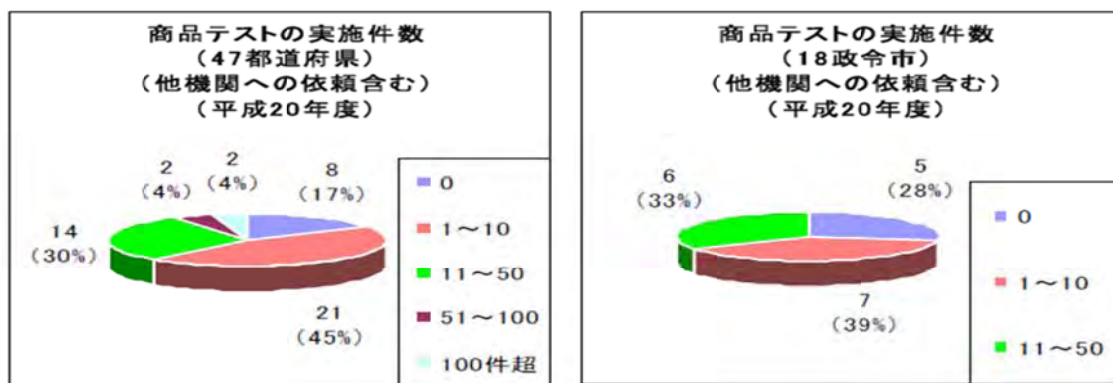 商品テストの実施件数
(47都道府県)
(他機関への依頼含む)
(平成20年度)
2
(4%)
2
(4%)
8
(17%)
14
(30%)
21
(45%)
0
1~10
11~50
51~100
100件超
商品テストの実施件数
(18政令市)
(他機関への依頼含む)
(平成20年度)
6
(33%)
5
(28%)
7
(39%)
0
1~10
11~50